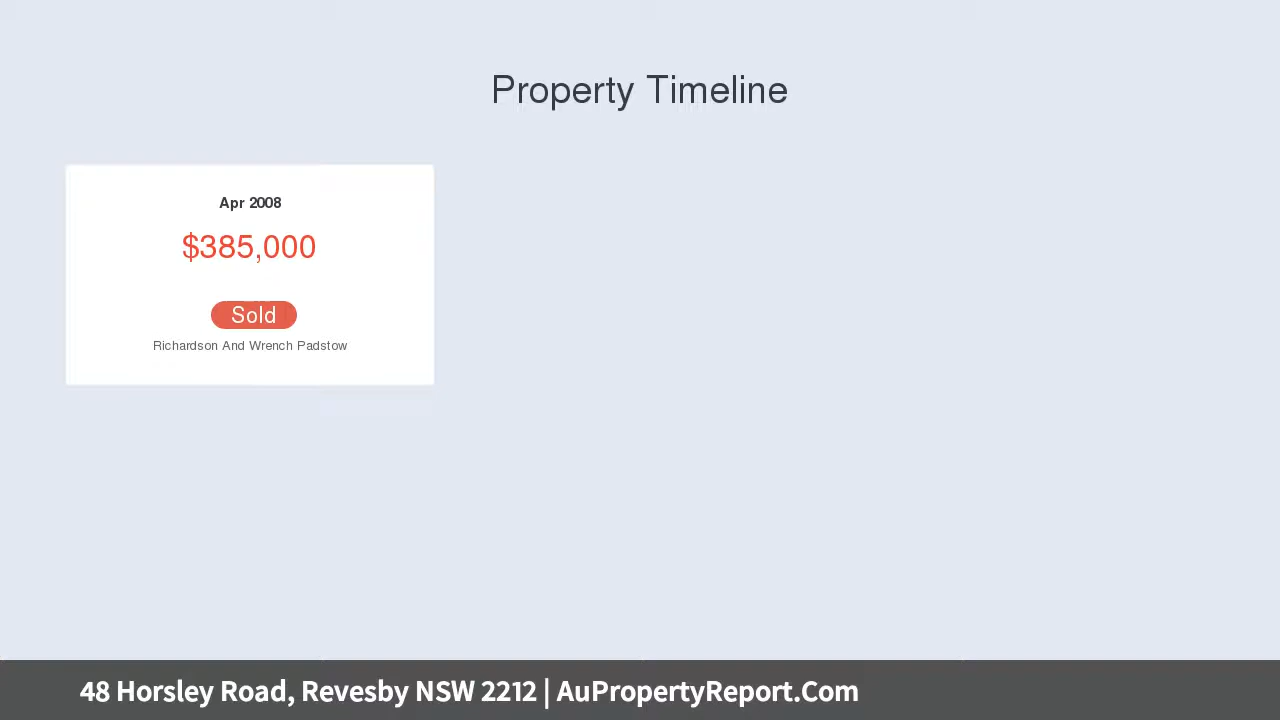 Property Timeline
Apr 2008
$385,000
Sold
Richardson And Wrench Padstow
48 Horsley Road, Revesby NSW 2212 | AuPropertyReport.Com